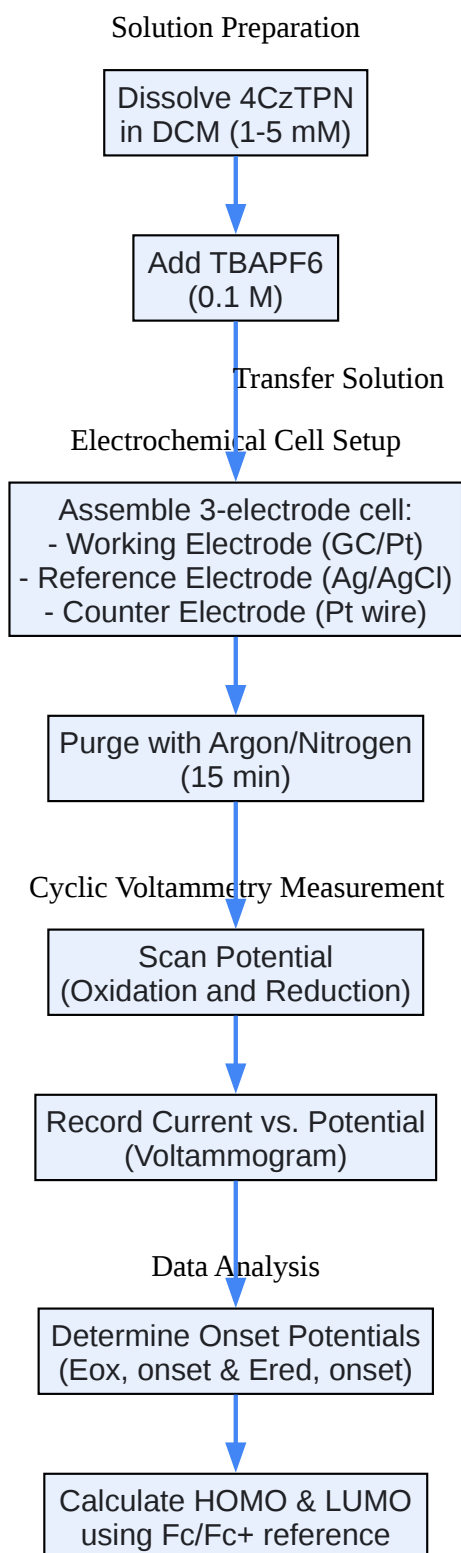 Solution Preparation
Dissolve 4CzTPN
in DCM (1-5 mM)
Add TBAPF6
(0.1 M)
Transfer Solution
Electrochemical Cell Setup
Assemble 3-electrode cell:
- Working Electrode (GC/Pt)
- Reference Electrode (Ag/AgCl)
- Counter Electrode (Pt wire)
Purge with Argon/Nitrogen
(15 min)
Cyclic Voltammetry Measurement
Scan Potential
(Oxidation and Reduction)
Record Current vs. Potential
(Voltammogram)
Data Analysis
Determine Onset Potentials
(Eox, onset & Ered, onset)
Calculate HOMO & LUMO
using Fc/Fc+ reference